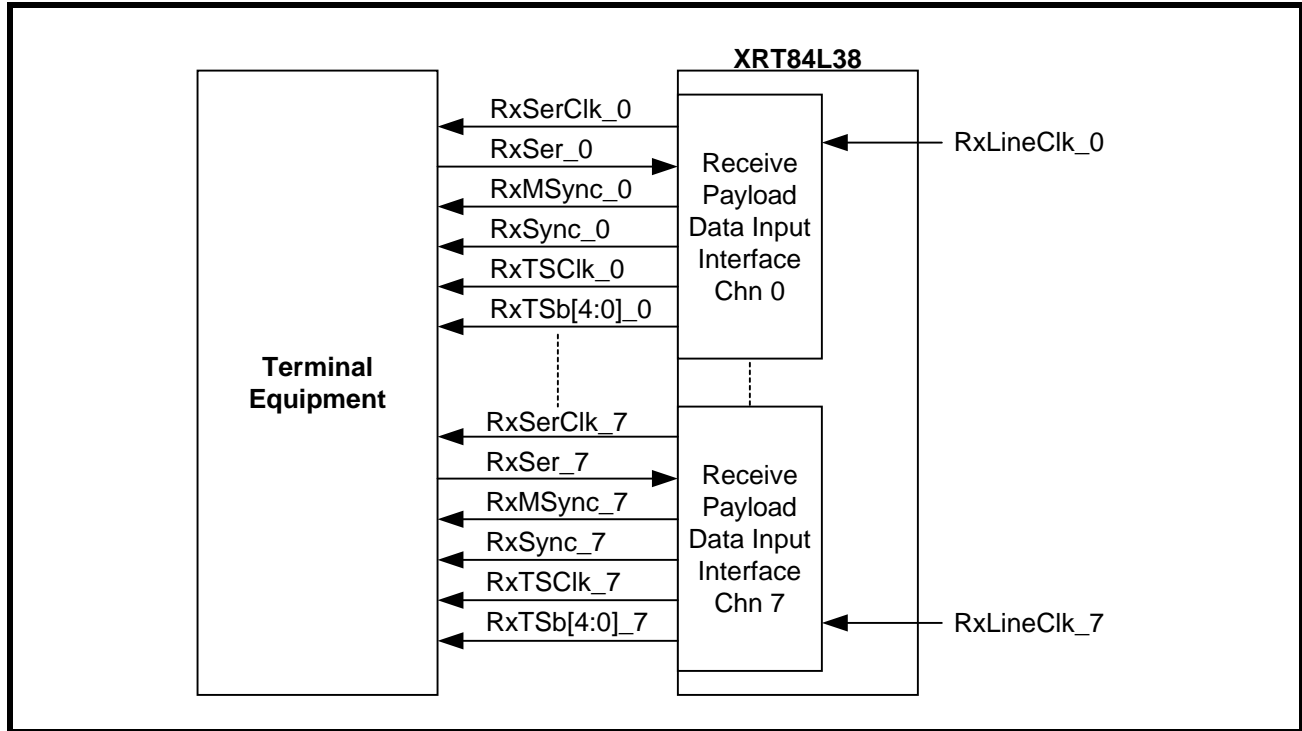 XRT84L38
RxSerClk_0
RxSer_0
RxMSync_0
RxSync_0
RxTSClk_0
RxTSb[4:0]_0
Receive
Payload
Data Input
Interface
Chn 0
RxLineClk_0
Terminal
Equipment
RxSerClk_7
RxSer_7
RxMSync_7
RxSync_7
RxTSClk_7
RxTSb[4:0]_7
Receive
Payload
Data Input
Interface
Chn 7
RxLineClk_7